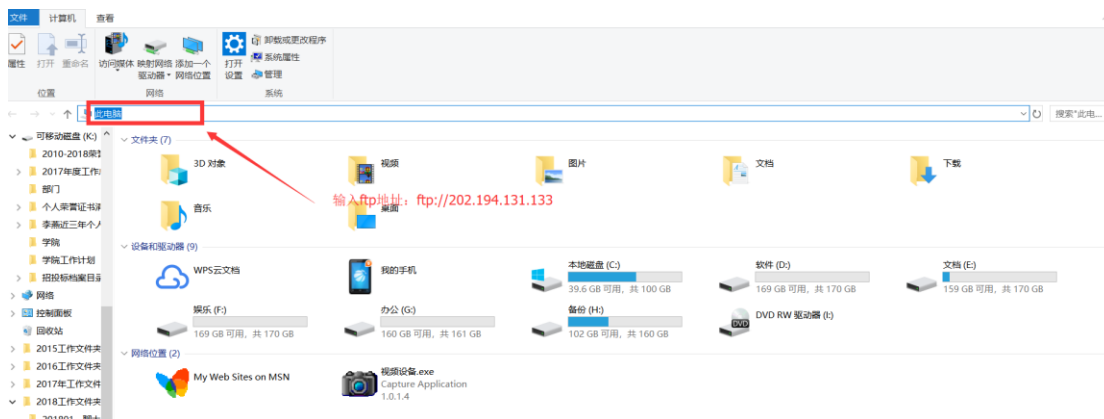 文件 计算机 查看
属性 打开 重命名 访问媒体 映射网络驱动器 添加一个网络位置 打开设置 卸载或更改程序
系统属性
管理
位置 网络 系统
此电脑 搜索"此电...
可移动磁盘 (K:)
2010-2018荣
2017年度工作
部门
个人荣誉证书
李燕近三年个人
学院
学院工作计划
招投标档案目录
网络
控制面板
回收站
2015工作文件夹
2016工作文件夹
2017年工作文件
2018工作文件夹
文件夹 (7)
3D 对象 视频 图片 文档 下载
输入ftp地址：ftp://202.194.131.133
音乐 桌面
设备和驱动器 (9)
WPS云文档 我的手机 本地磁盘 (C:) 软件 (D:) 文档 (E:)
39.6 GB 可用，共 100 GB 169 GB 可用，共 170 GB 159 GB 可用，共 170 GB
娱乐 (F:) 办公 (G:) 备份 (H:) DVD RW 驱动器 (I:)
DVD
169 GB 可用，共 170 GB 160 GB 可用，共 161 GB 102 GB 可用，共 160 GB
网络位置 (2)
My Web Sites on MSN 视频设备.exe
Capture Application
1.0.1.4